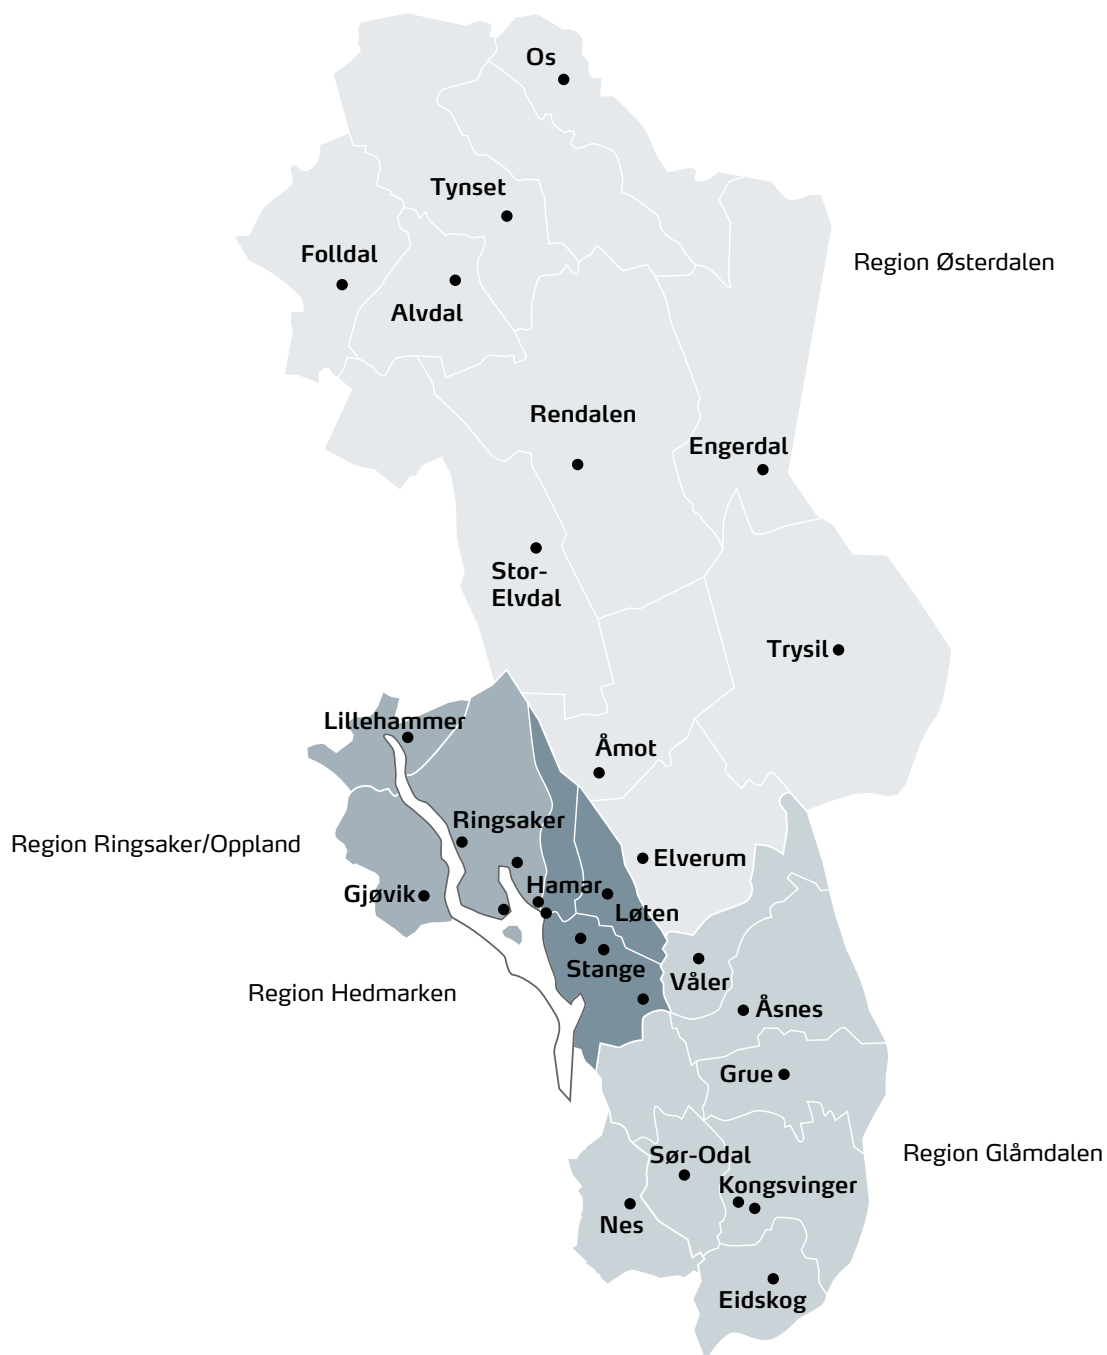 Os
Tynset
Folldal
Region Østerdalen
Alvdal
Rendalen
Engerdal
Stor-
Elvdal
Trysil
Lillehammer
Åmot
Ringsaker
Region Ringsaker/Oppland
Elverum
Hamar
Gjøvik
Løten
Stange
Våler
Region Hedmarken
Åsnes
Grue
Region Glåmdalen
Sør-Odal
Kongsvinger
Nes
Eidskog